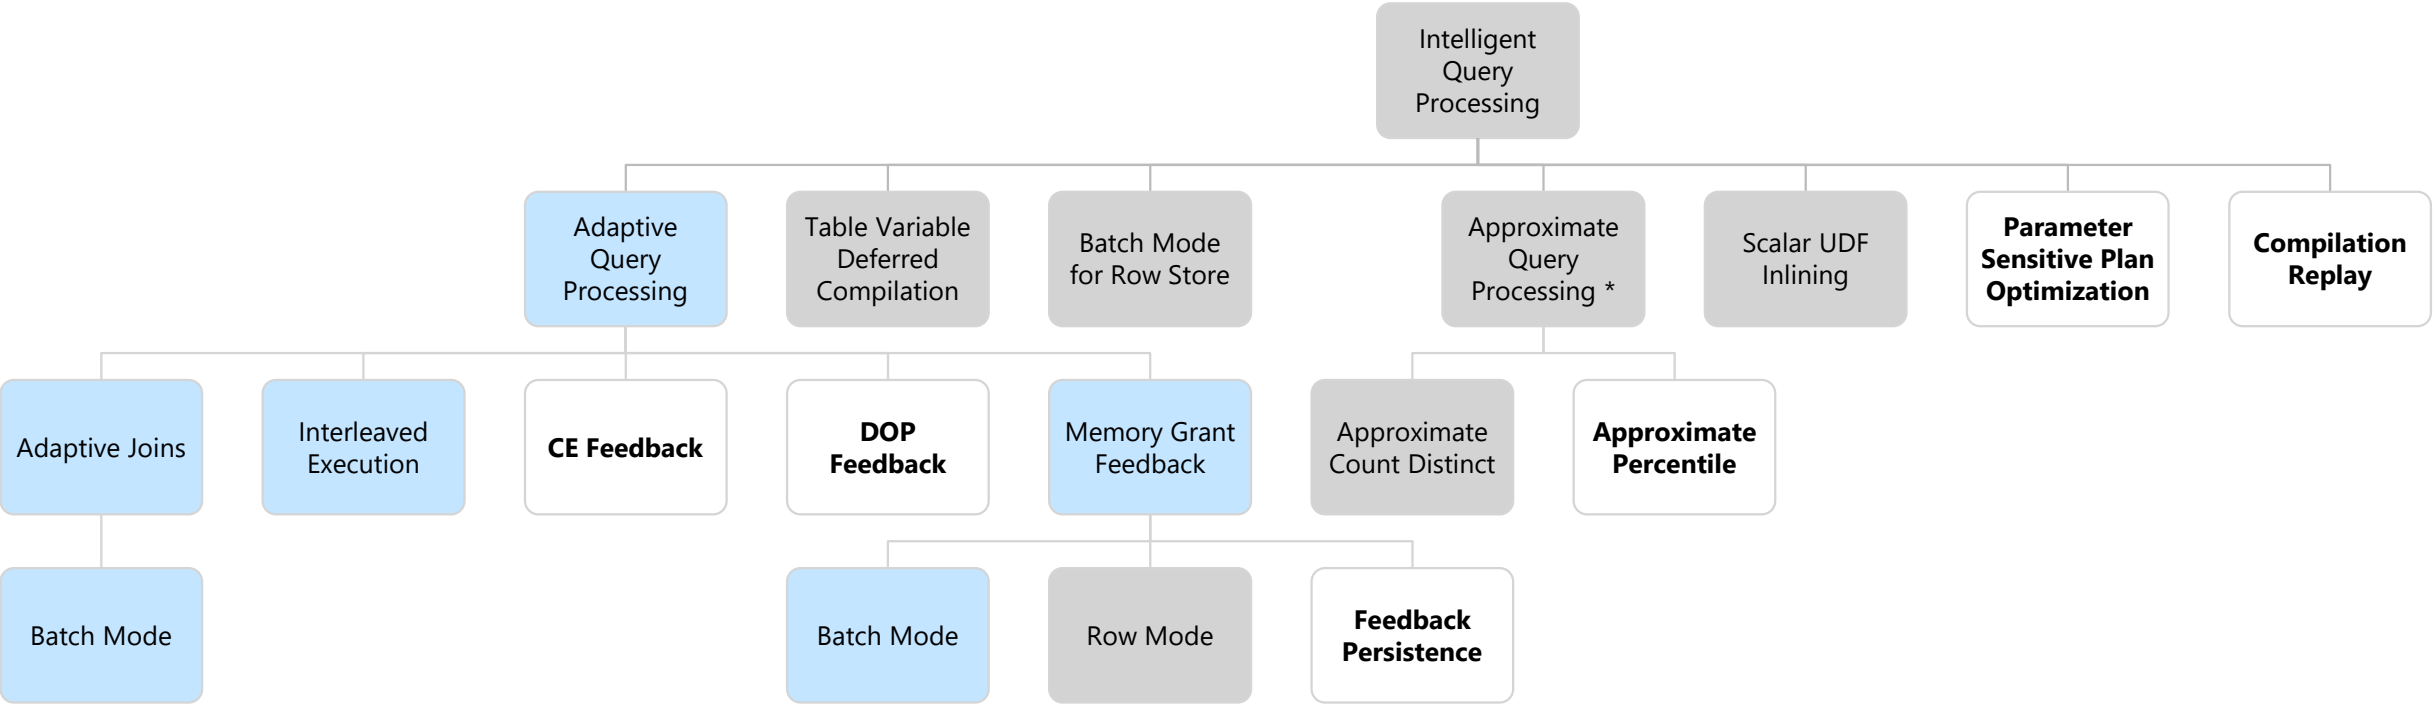 Intelligent
Query
Processing
Adaptive
Query
Processing
Table Variable
Deferred
Compilation
Batch Mode
for Row Store
Approximate
Query
Processing *
Scalar UDF
Inlining
Parameter
Sensitive Plan
Optimization
Compilation
Replay
Adaptive Joins
Interleaved
Execution
CE Feedback
DOP
Feedback
Memory Grant
Feedback
Approximate
Count Distinct
Approximate
Percentile
Batch Mode
Batch Mode
Row Mode
Feedback
Persistence